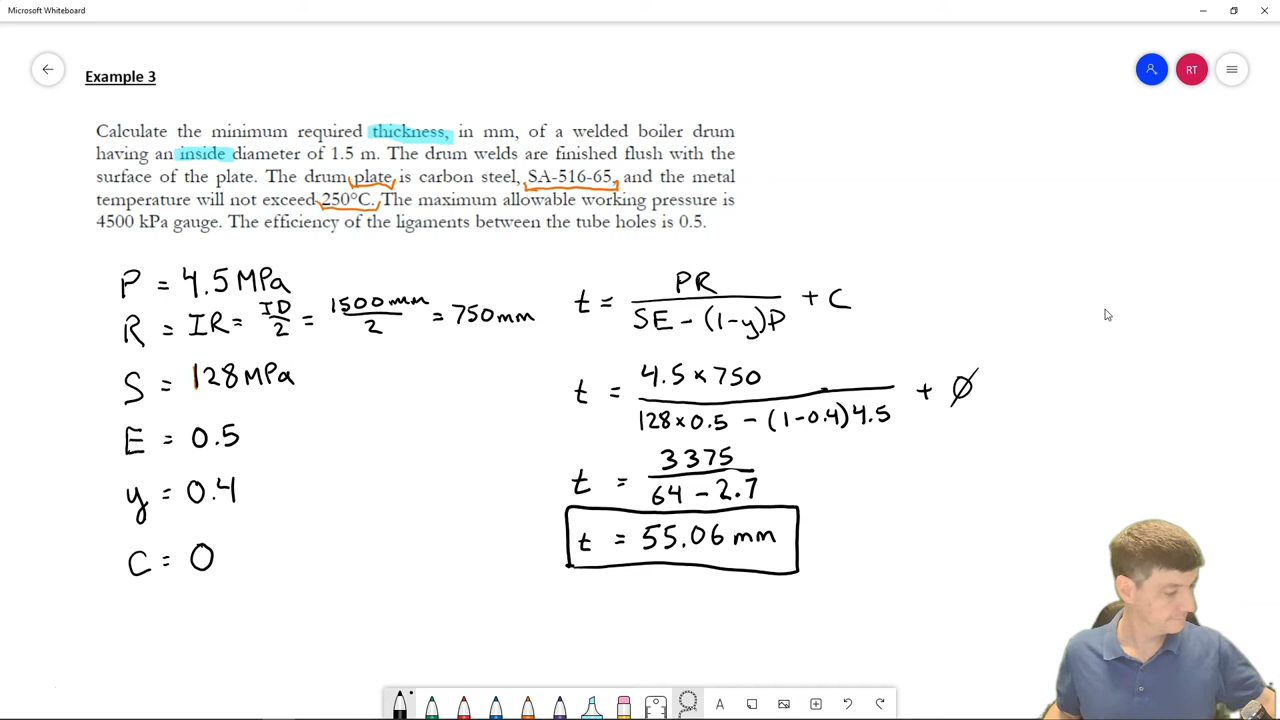 Microsoft Whiteboard
RT
Example 3
Calculate the minimum required thickness, in mm, of a welded boiler drum
having an inside diameter of 1.5 m. The drum welds are finished flush with the
surface of the plate. The drum plate is carbon steel, SA-516-65, and the metal
temperature will not exceed 250°C. The maximum allowable working pressure is
4500 kPa gauge. The efficiency of the ligaments between the tube holes is 0.5.
P = 4.5 MPa
R = IR = ID/2 = 1500mm/2 = 750mm
S = 128 MPa
E = 0.5
y = 0.4
C = 0
t = PR / SE - (1-y)P + C
t = 4.5 × 750 / 128 × 0.5 - (1-0.4)4.5 + 0
t = 3375 / 64 - 2.7
t = 55.06 mm
A